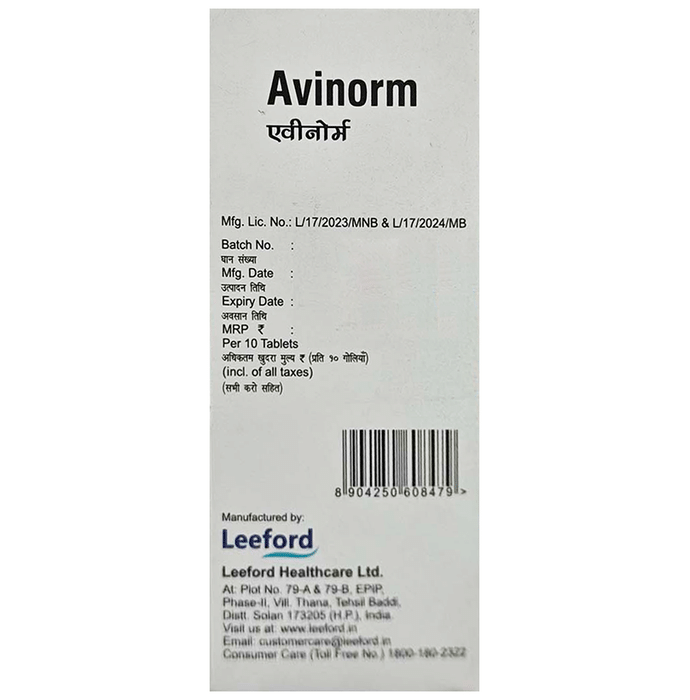 Avinorm
एवीनोर्म
Mfg. Lic. No.: L/17/2023/MNB & L/17/2024/MB
Batch No. :
घान संख्या
Mfg. Date :
उत्पादन तिथि
Expiry Date :
अवसान तिथि
MRP ₹ :
Per 10 Tablets
अधिकतम खुदरा मुल्य ₹ (प्रति १० गोलियाँ)
(incl. of all taxes)
(सभी करो सहित)
8 904250 608479 >
Manufactured by:
Leeford
Leeford Healthcare Ltd.
At: Plot No. 79-A & 79-B, EPIP,
Phase-II, Vill. Thana, Tehsil Baddi,
Distt. Solan 173205 (H.P.), India.
Visit us at: www.leeford.in
Email: customercare@leeford.in
Consumer Care (Toll Free No.) 1800-180-2322